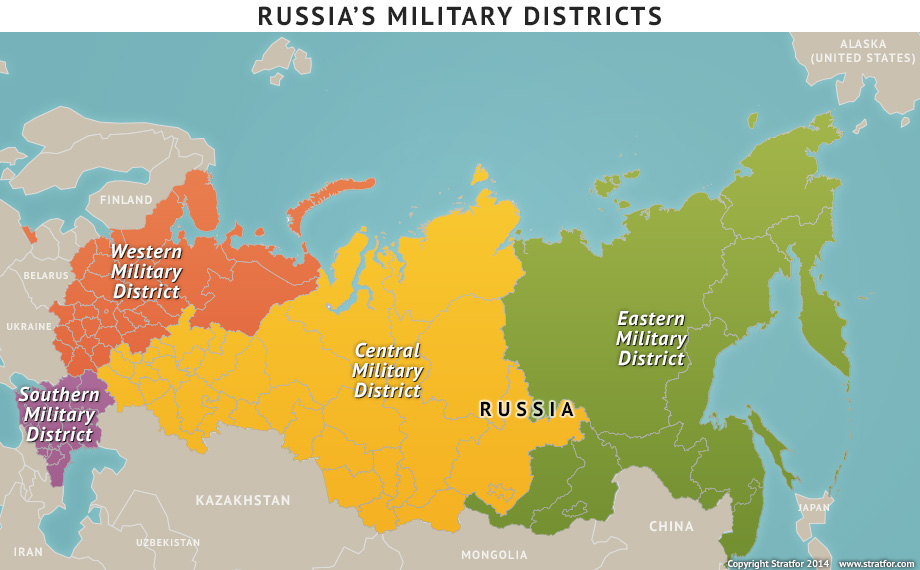 RUSSIA'S MILITARY DISTRICTS
ALASKA
(UNITED STATES)
FINLAND
Western
Military
District
BELARUS
UKRAINE
Eastern
Military
District
Central
Military
District
Southern
Military
District
RUSSIA
KAZAKHSTAN
JAPAN
CHINA
UZBEKISTAN
IRAN
MONGOLIA
Copyright Stratfor 2014 www.stratfor.com